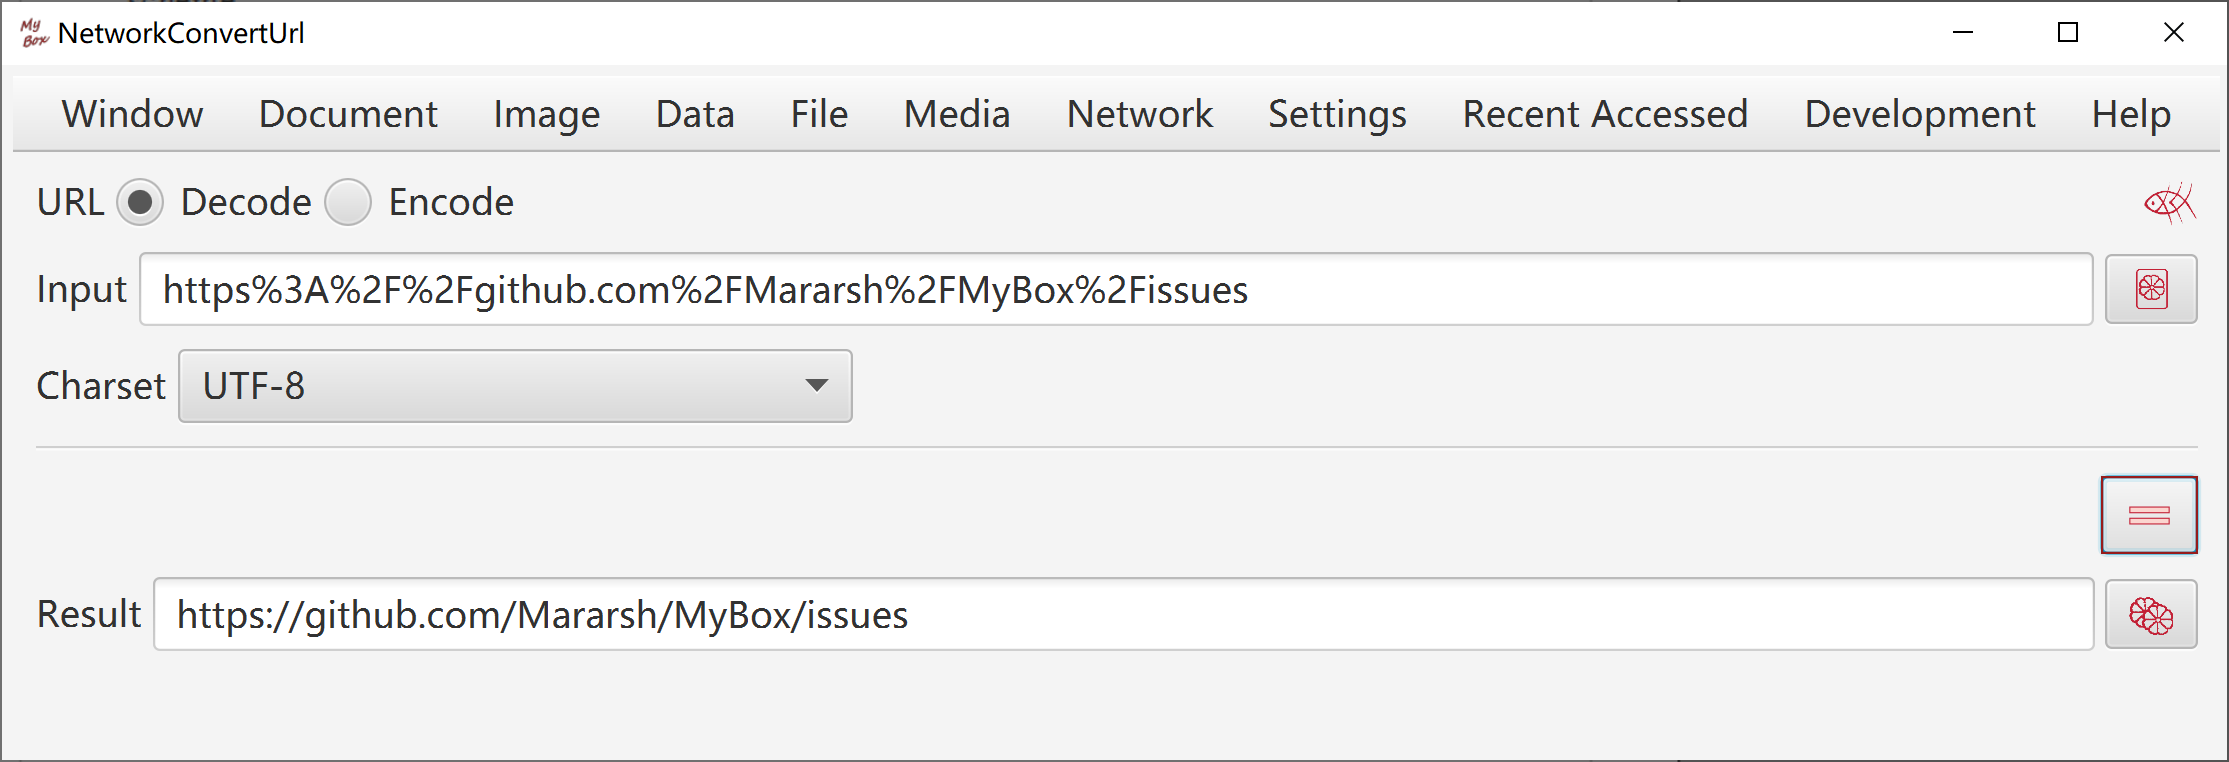 My Box NetworkConvertUrl
Window Document Image Data File Media Network Settings Recent Accessed Development Help
URL Decode Encode
Input https%3A%2F%2Fgithub.com%2FMararsh%2FMyBox%2Fissues
Charset UTF-8
Result https://github.com/Mararsh/MyBox/issues